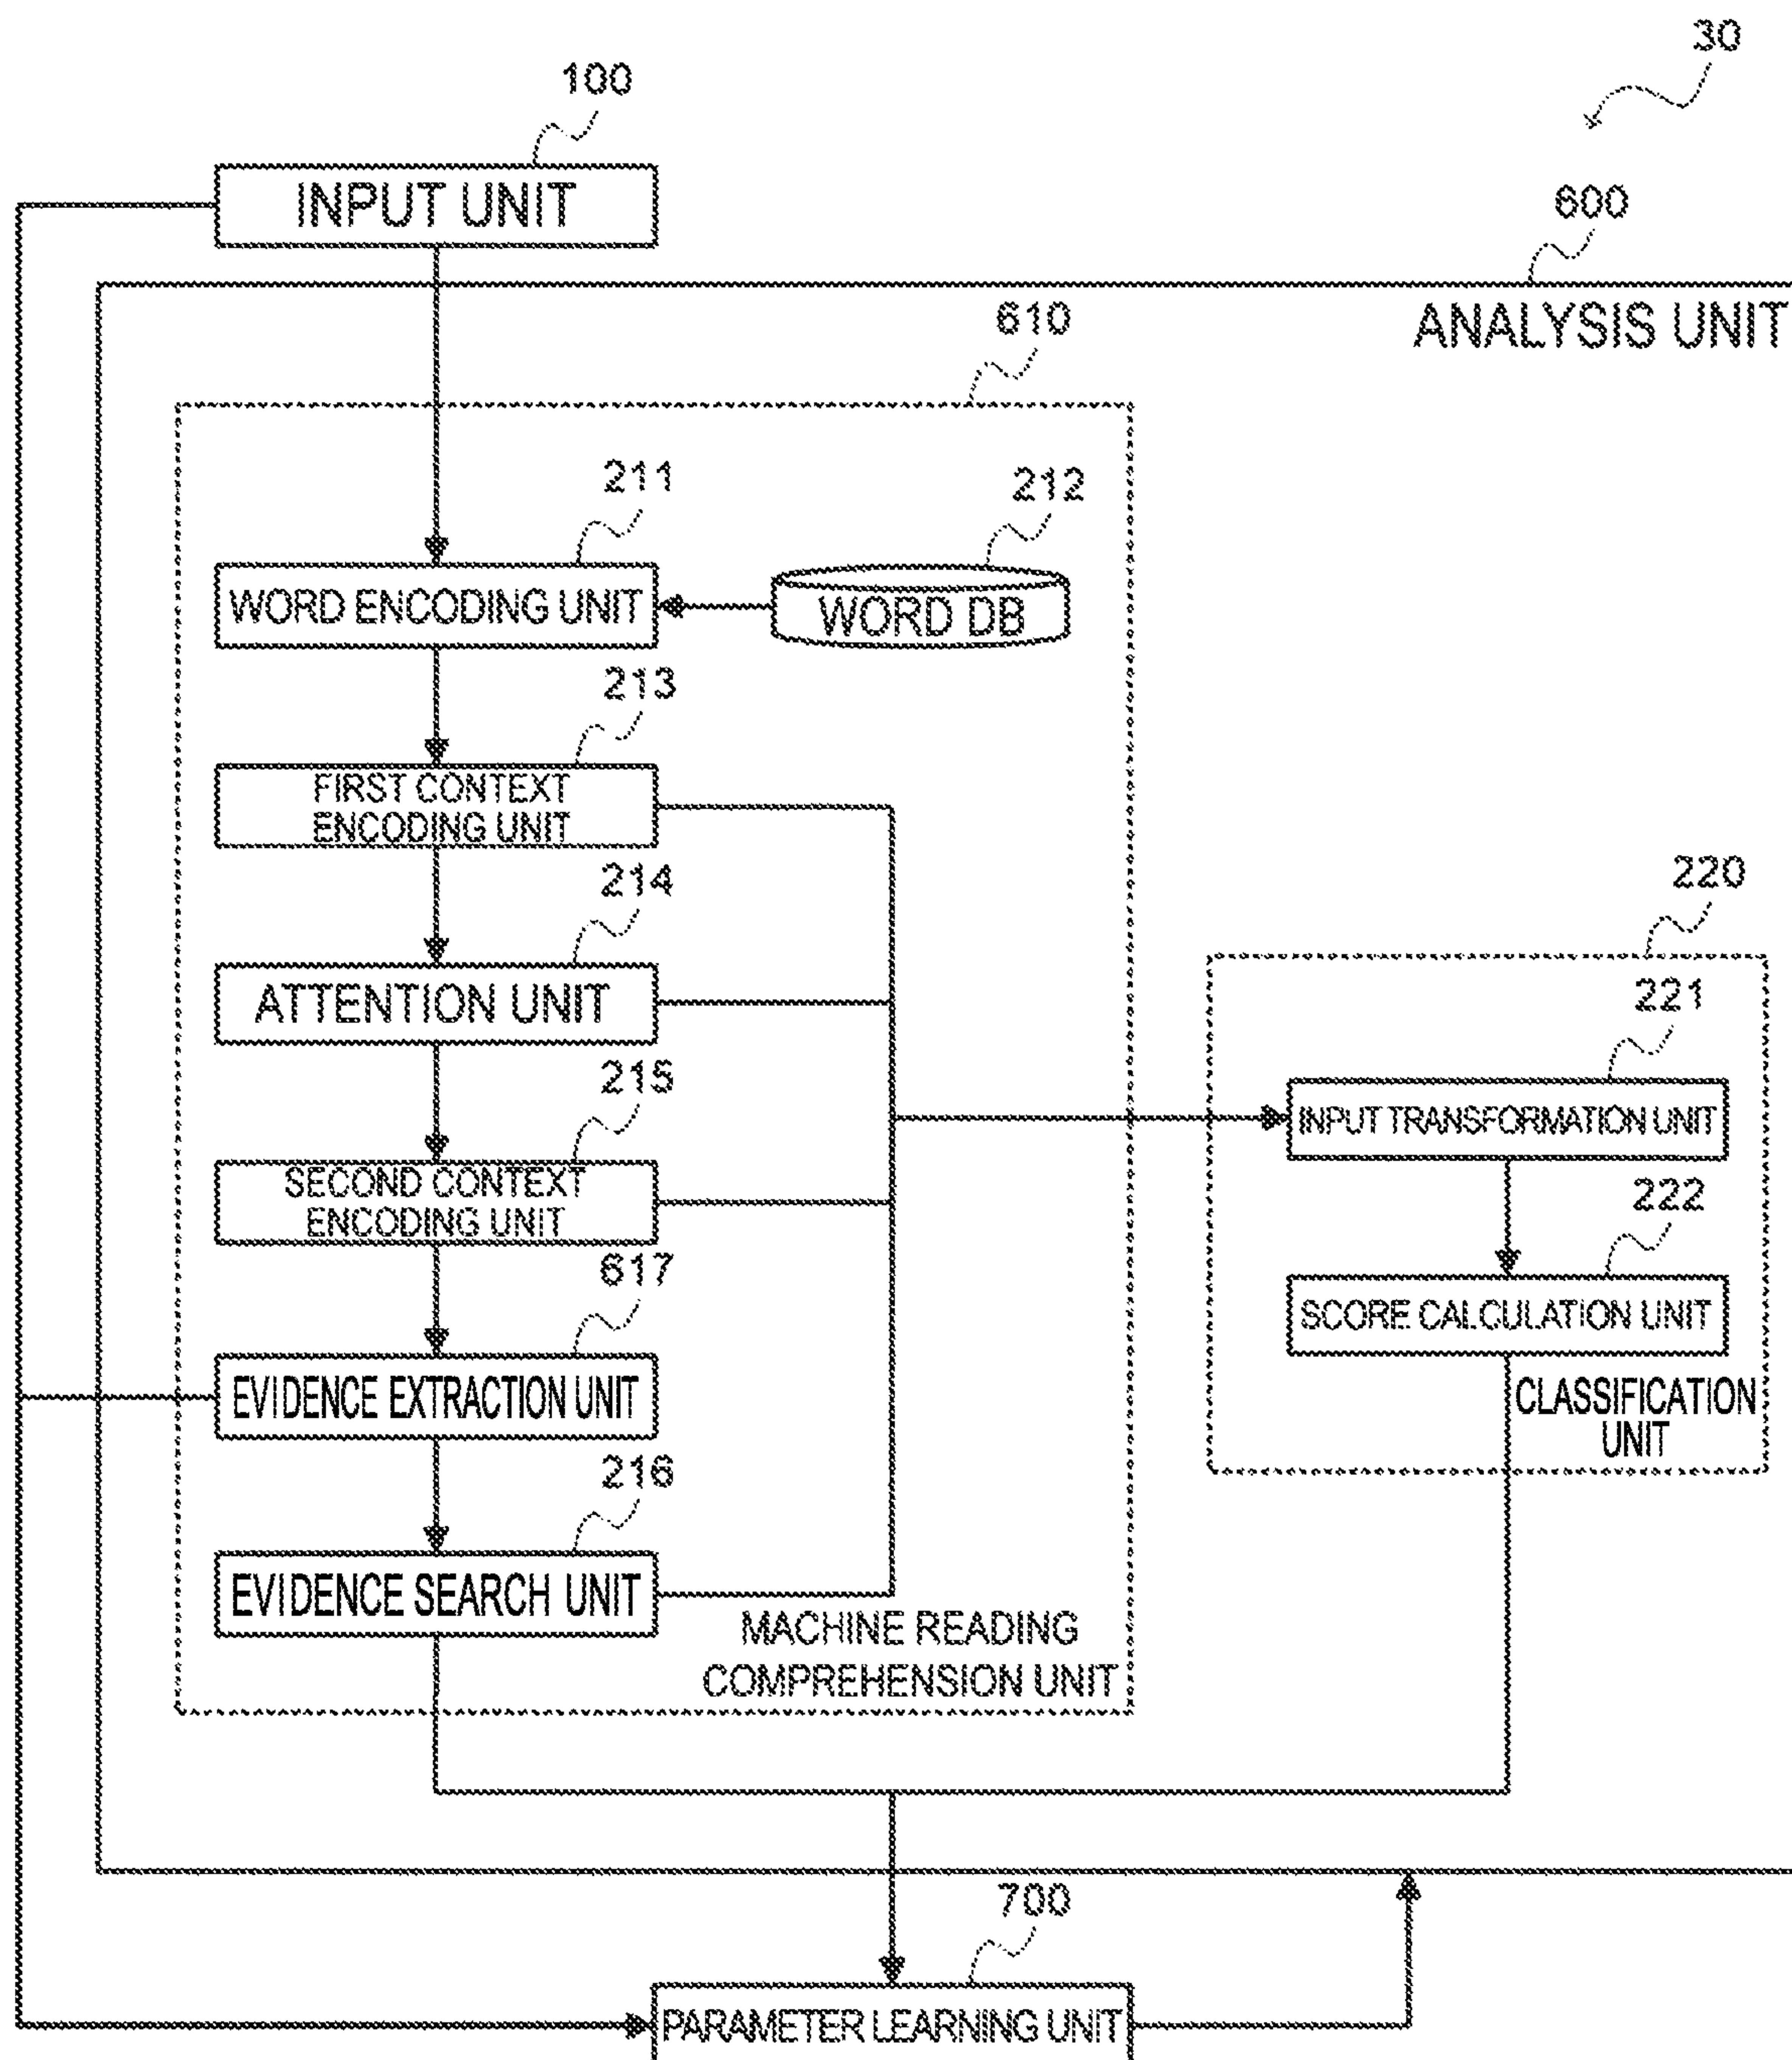 30
100
INPUT UNIT
600
ANALYSIS UNIT
610
211
212
WORD ENCODING UNIT
WORD DB
213
FIRST CONTEXT
ENCODING UNIT
214
220
ATTENTION UNIT
221
215
INPUT TRANSFORMATION UNIT
SECOND CONTEXT
ENCODING UNIT
222
617
SCORE CALCULATION UNIT
EVIDENCE EXTRACTION UNIT
CLASSIFICATION
UNIT
216
EVIDENCE SEARCH UNIT
MACHINE READING
COMPREHENSION UNIT
700
PARAMETER LEARNING UNIT